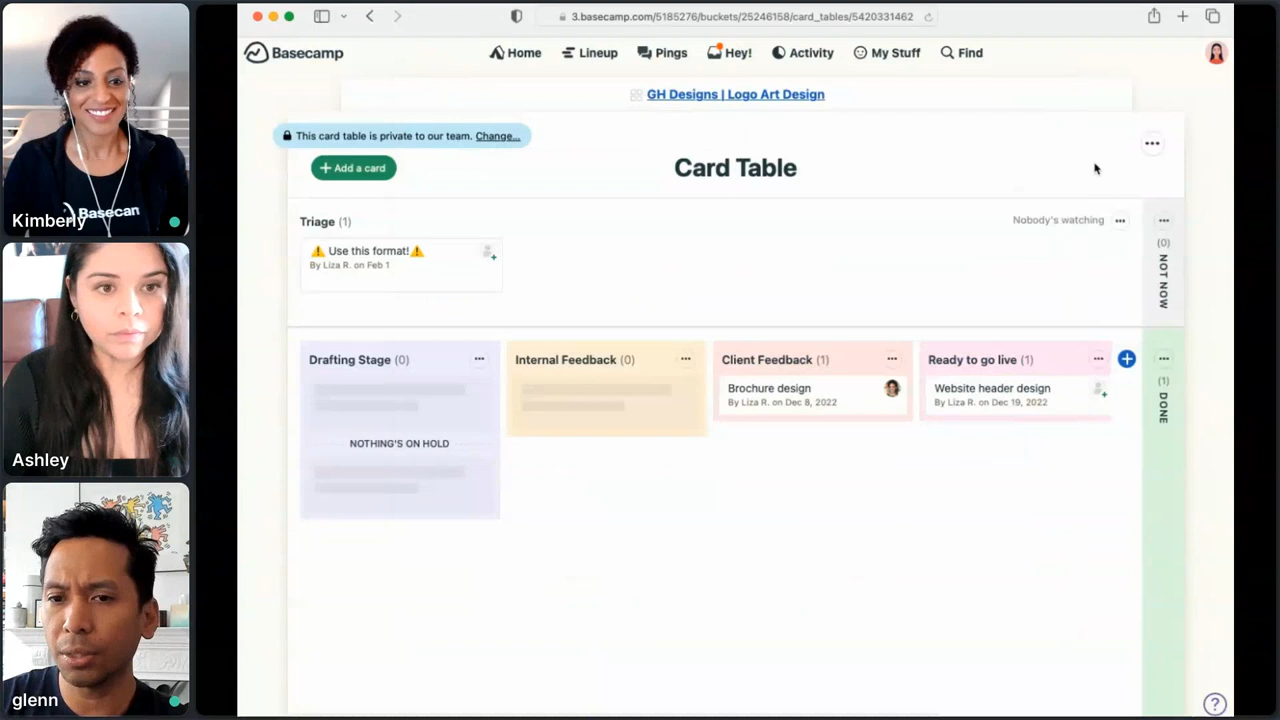 3.basecamp.com/5185276/buckets/25246158/card_tables/5420331462
Basecamp
Home
Lineup
Pings
Hey!
Activity
My Stuff
Find
GH Designs | Logo Art Design
This card table is private to our team. Change...
+ Add a card
Card Table
Triage (1)
Nobody's watching
⚠️ Use this format!⚠️
By Liza R. on Feb 1
(0) NOT NOW
Drafting Stage (0)
NOTHING'S ON HOLD
Internal Feedback (0)
Client Feedback (1)
Brochure design
By Liza R. on Dec 8, 2022
Ready to go live (1)
Website header design
By Liza R. on Dec 19, 2022
(1) DONE
?
Basecam
Kimberly
Ashley
glenn